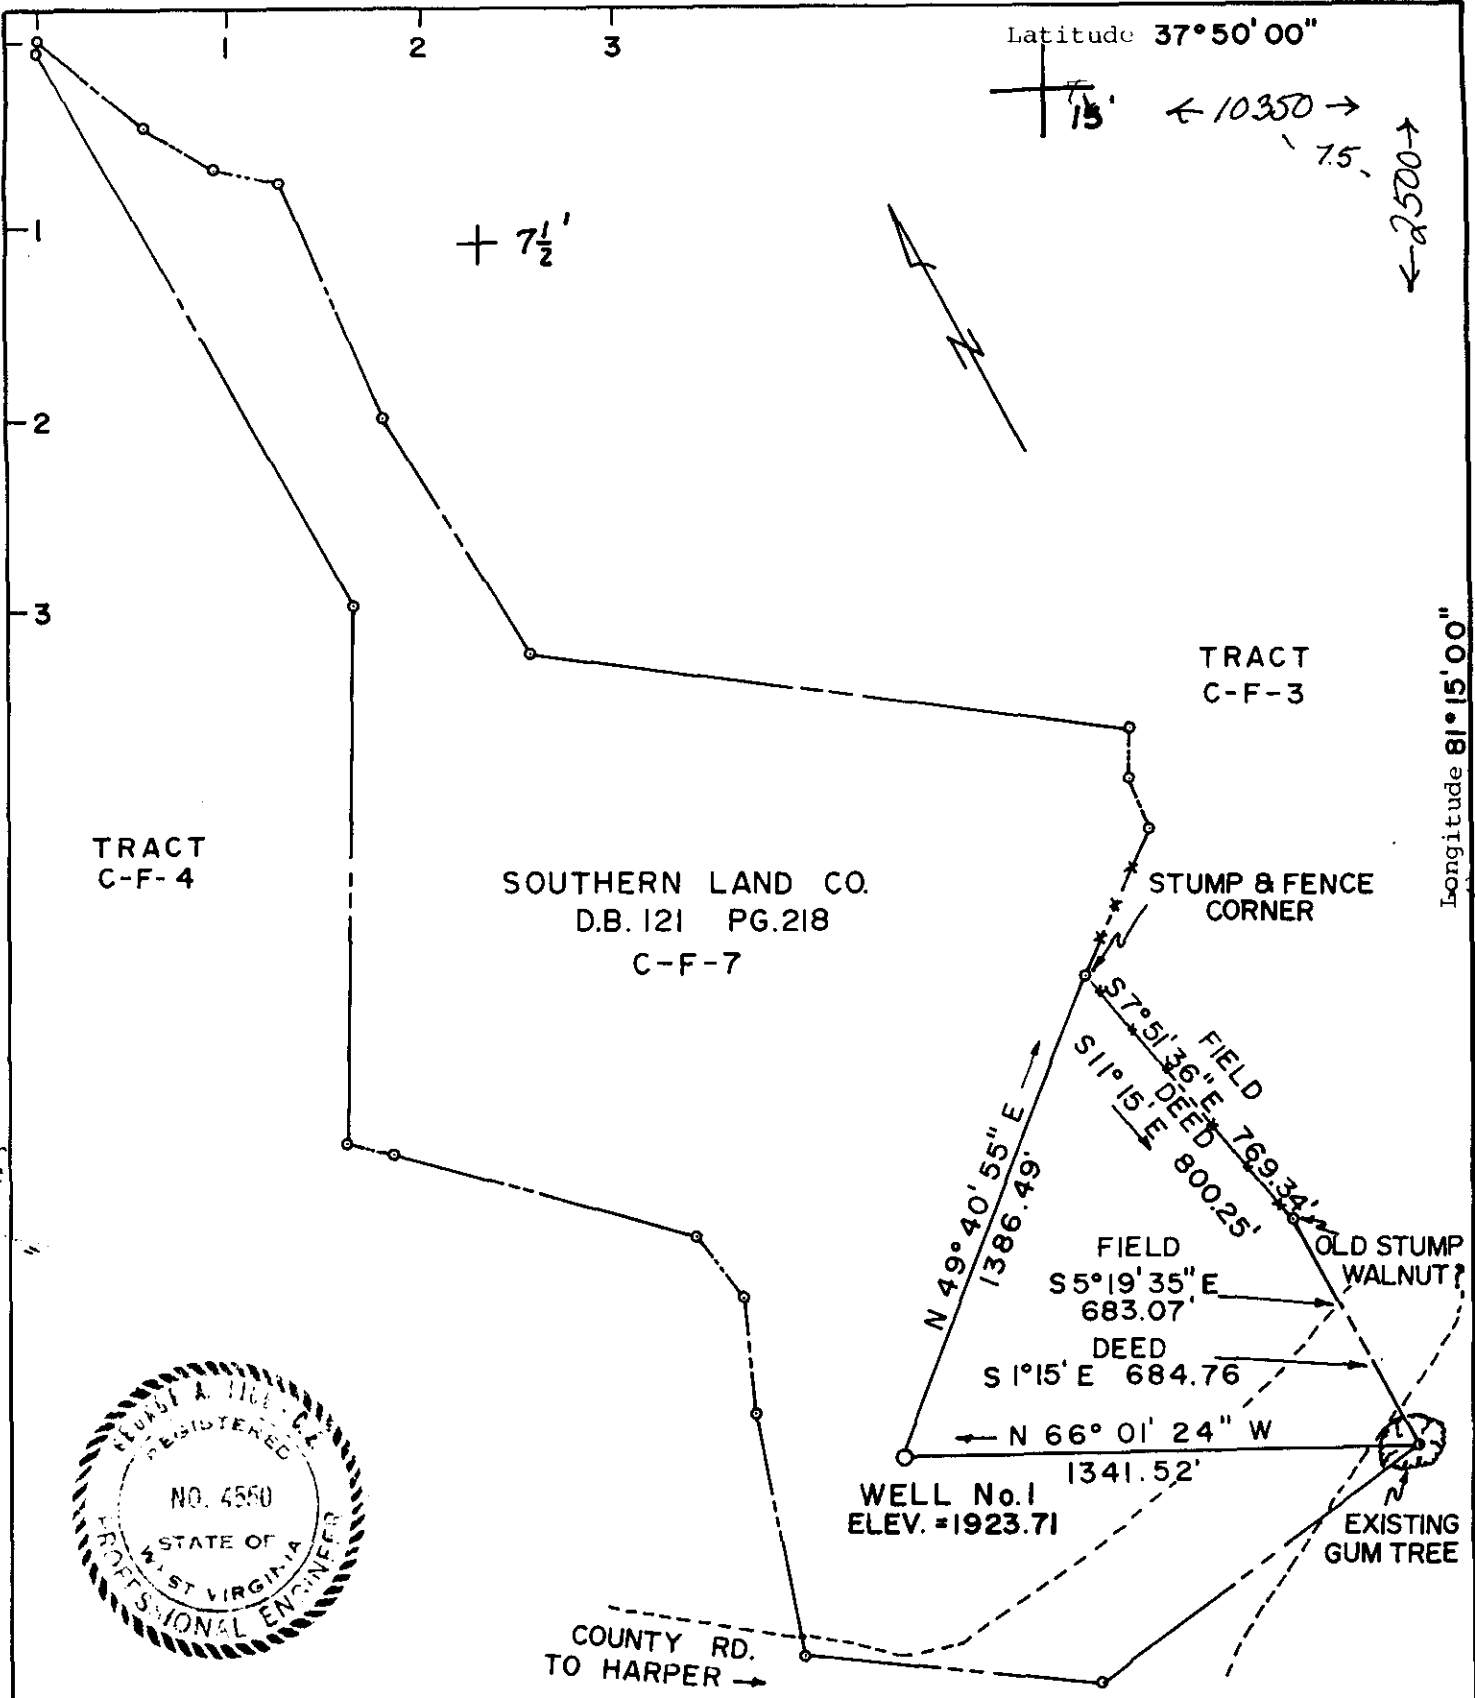 1 2 3
Latitude 37°50'00"
15'
← 10350 →
7.5
← 2500 →
1
7 1/2'
2
3
Longitude 81°15'00"
TRACT
C-F-3
TRACT
C-F-4
SOUTHERN LAND CO.
D.B. 121 PG.218
C-F-7
STUMP & FENCE
CORNER
FIELD
S 7°51'36" E 769.34'
DEED
S 11°15' E 800.25'
N 49°40'55" E
1386.49'
OLD STUMP
WALNUT?
FIELD
S 5°19'35" E
683.07'
DEED
S 1°15' E 684.76
← N 66° 01' 24" W
1341.52'
WELL No.1
ELEV. = 1923.71
EXISTING
GUM TREE
REGISTERED
NO. 4550
STATE OF
WEST VIRGINIA
PROFESSIONAL ENGINEER
COUNTY RD.
TO HARPER →